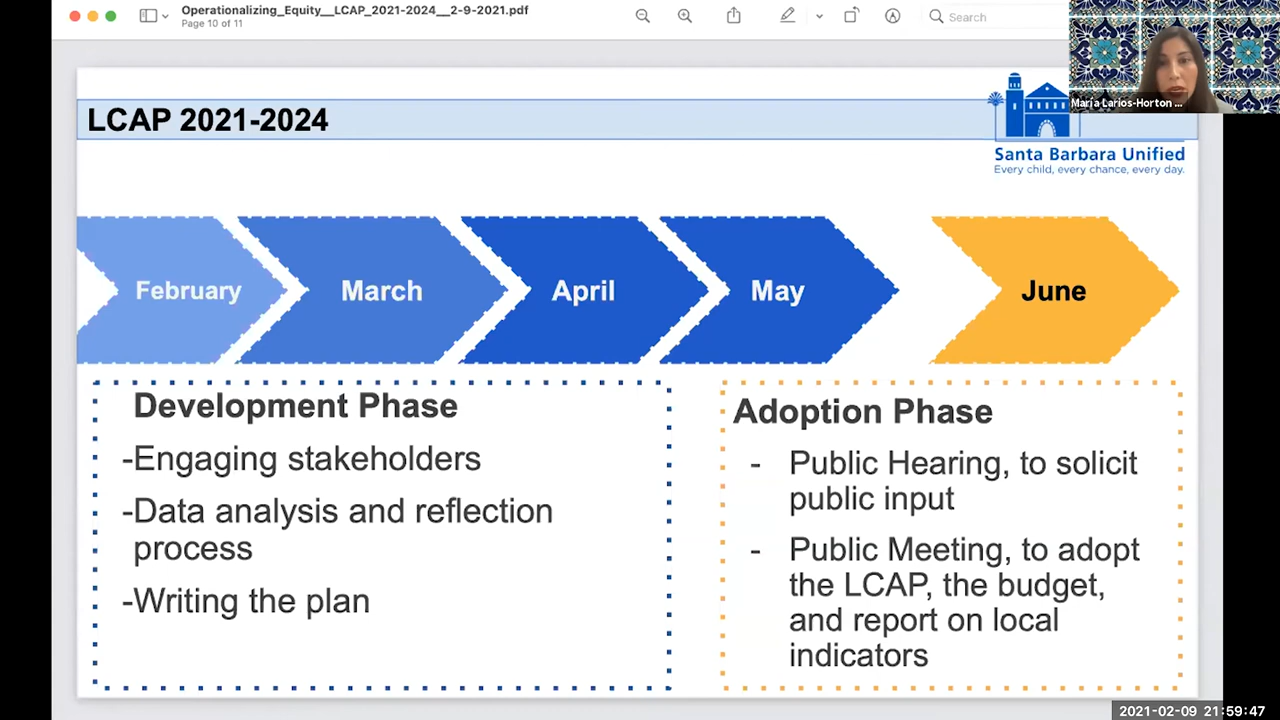 Operationalizing_Equity__LCAP_2021-2024__2-9-2021.pdf
Page 10 of 11
Search
Maria Larios-Horton ...
LCAP 2021-2024
Santa Barbara Unified
Every child, every chance, every day.
February
March
April
May
June
Development Phase
-Engaging stakeholders
-Data analysis and reflection
process
-Writing the plan
Adoption Phase
- Public Hearing, to solicit
public input
- Public Meeting, to adopt
the LCAP, the budget,
and report on local
indicators
2021-02-09 21:59:47